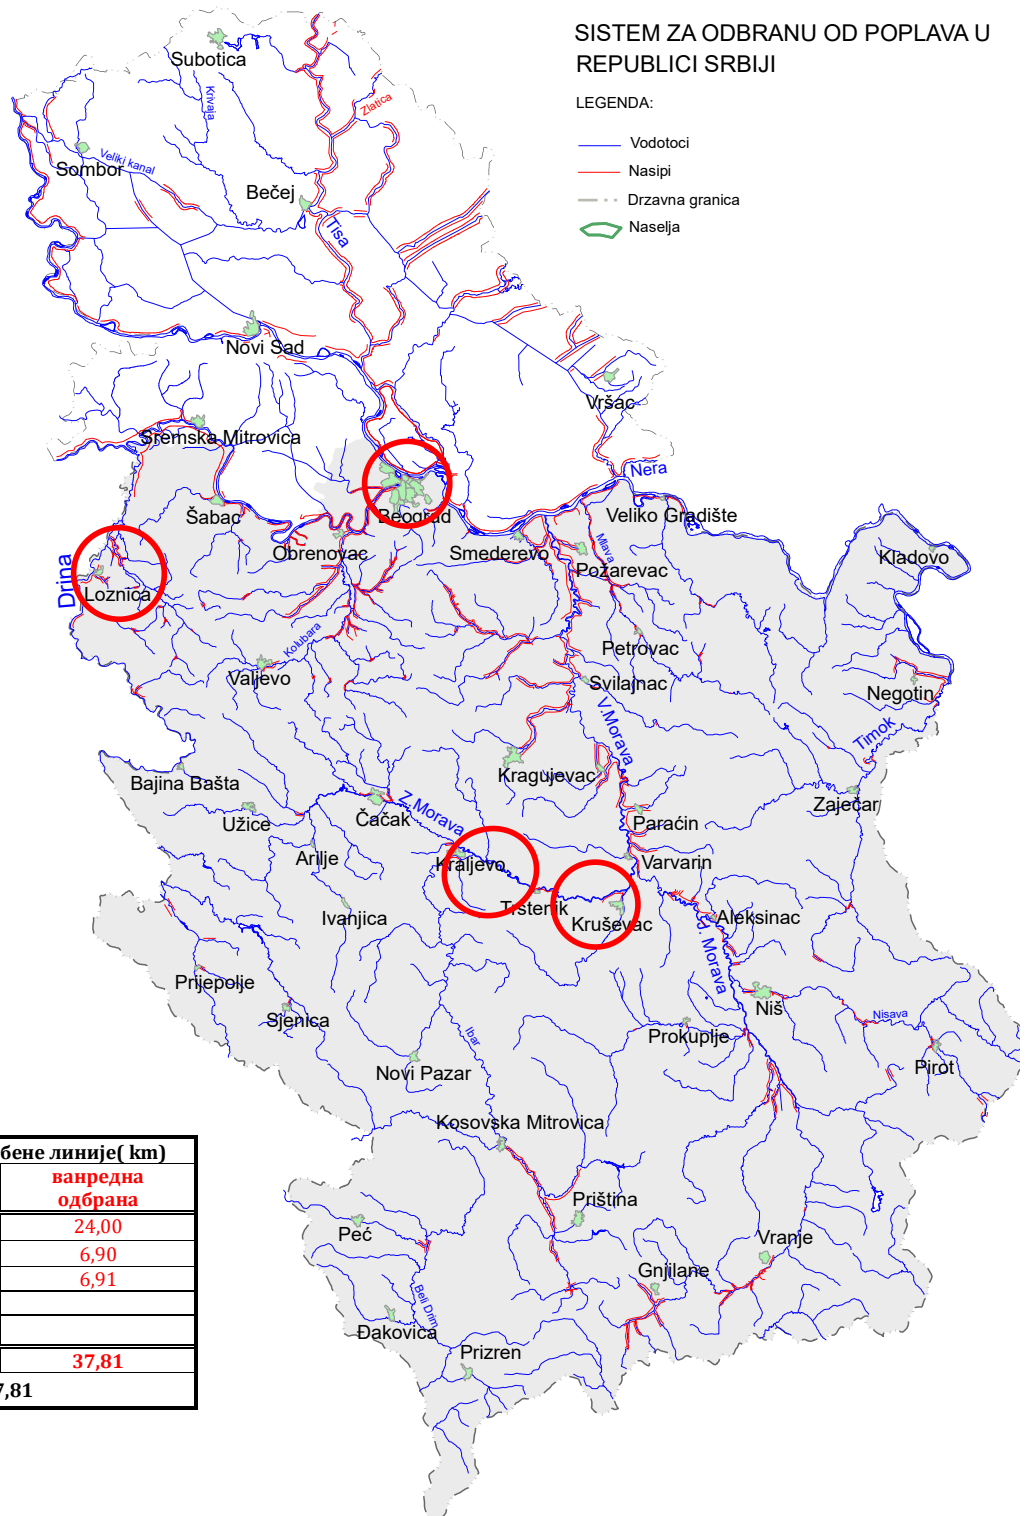 SISTEM ZA ODBRANU OD POPLAVA U
REPUBLICI SRBIJI
LEGENDA:
Vodotoci
Nasipi
Drzavna granica
Naselja
Subotica
Krivaja
Zlatica
Sombor
Veliki kanal
Bečej
Tisa
Novi Sad
Vršac
Sremska Mitrovica
Nera
Šabac
Beograd
Veliko Gradište
Obrenovac
Smederevo
Mlava
Požarevac
Kladovo
Drina
Loznica
Kolubara
Petrovac
Valjevo
Svilajnac
Negotin
V.Morava
Timok
Kragujevac
Bajina Bašta
Zaječar
Užice
Čačak
Z.Morava
Paraćin
Arilje
Kraljevo
Varvarin
Ivanjica
Trstenik
Kruševac
Aleksinac
J. Morava
Prijepolje
Niš
Sjenica
Nisava
Ibar
Prokuplje
Pirot
Novi Pazar
Kosovska Mitrovica
Priština
Peć
Vranje
Gnjilane
Beli Drim
Đakovica
Prizren
бене линије( km)
ванредна
одбрана
24,00
6,90
6,91
37,81
7,81